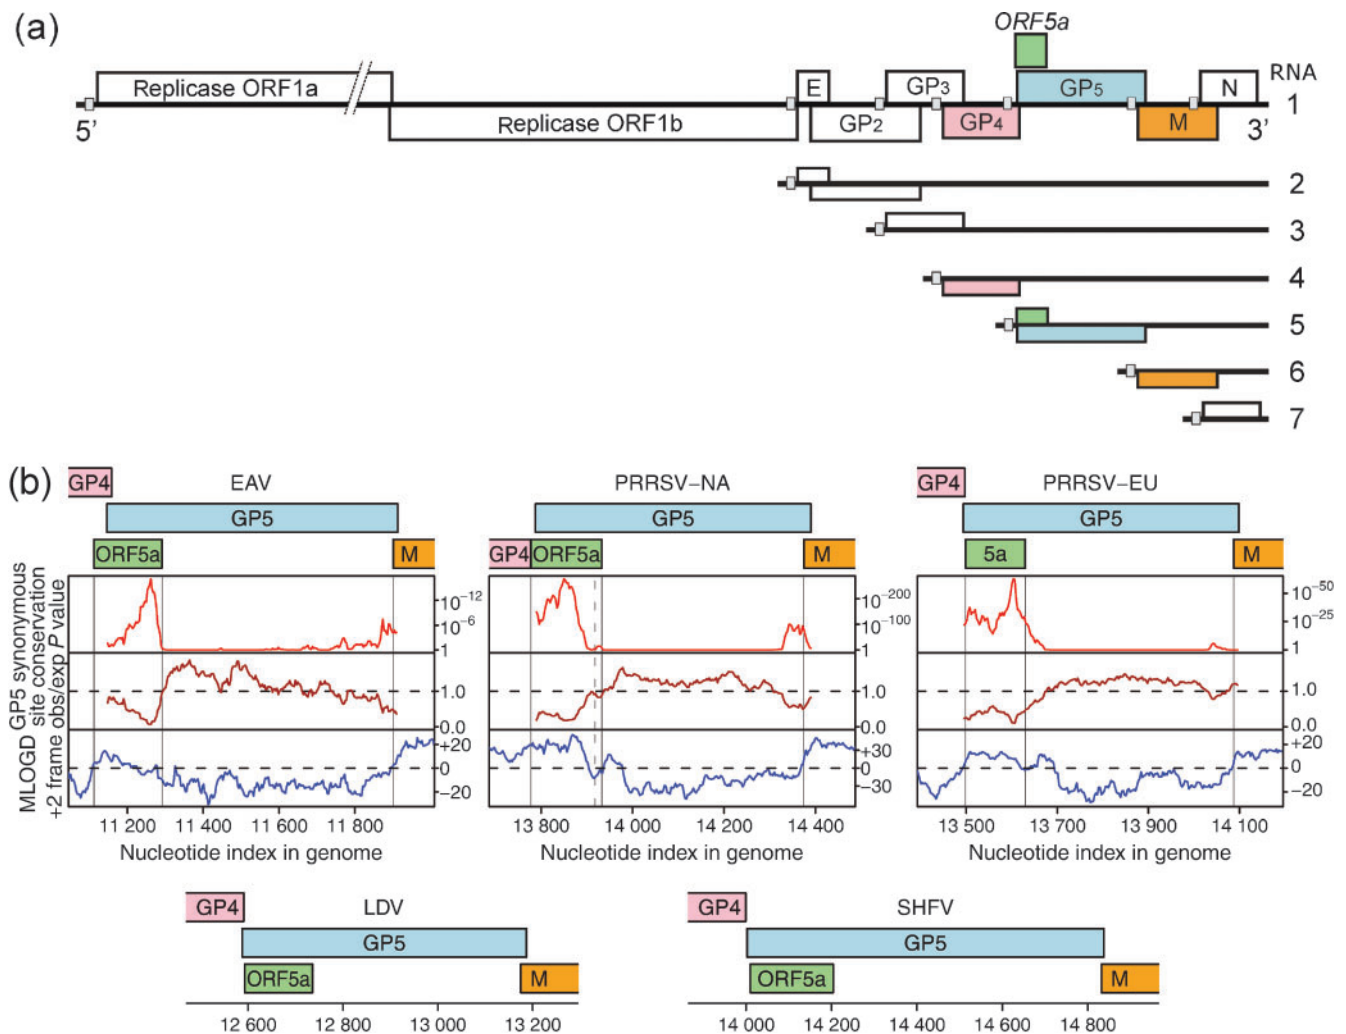 (a)
ORF5a
Replicase ORF1a
E
GP3
GP5
N
RNA
1
5’
Replicase ORF1b
GP2
GP4
M
3’
2
3
4
5
6
7
(b)
GP4
EAV
GP5
ORF5a
M
PRRSV–NA
GP5
GP4
ORF5a
M
GP4
PRRSV–EU
GP5
5a
M
GP5 synonymous
site conservation
obs/exp P value
MLOGD
+2 frame
10–12
10–6
1
1.0
0.0
+20
0
–20
10–200
10–100
1
1.0
0.0
+30
0
–30
10–50
10–25
1
1.0
0.0
+20
0
–20
11 200 11 400 11 600 11 800
Nucleotide index in genome
13 800 14 000 14 200 14 400
Nucleotide index in genome
13 500 13 700 13 900 14 100
Nucleotide index in genome
GP4
LDV
GP5
ORF5a
M
12 600 12 800 13 000 13 200
GP4
SHFV
GP5
ORF5a
M
14 000 14 200 14 400 14 600 14 800